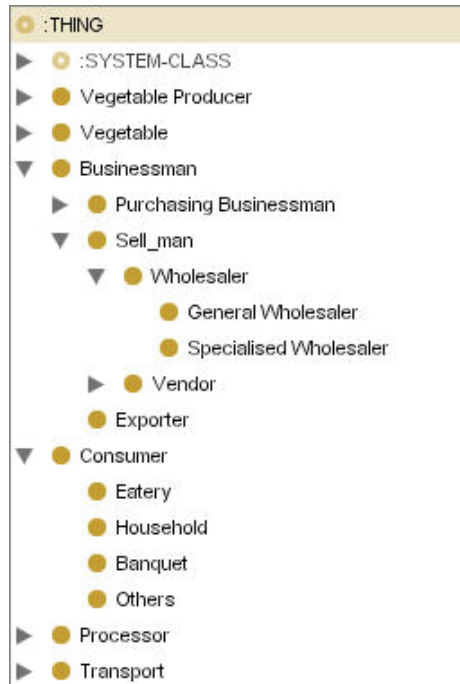 :THING
:SYSTEM-CLASS
Vegetable Producer
Vegetable
Businessman
Purchasing Businessman
Sell_man
Wholesaler
General Wholesaler
Specialised Wholesaler
Vendor
Exporter
Consumer
Eatery
Household
Banquet
Others
Processor
Transport